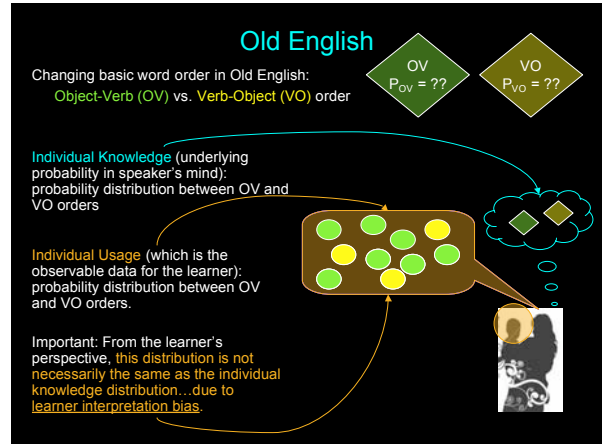 Old English
Changing basic word order in Old English:
Object-Verb (OV) vs. Verb-Object (VO) order
OV
P_OV = ??
VO
P_VO = ??
Individual Knowledge (underlying
probability in speaker's mind):
probability distribution between OV and
VO orders
Individual Usage (which is the
observable data for the learner):
probability distribution between OV
and VO orders.
Important: From the learner's
perspective, this distribution is not
necessarily the same as the individual
knowledge distribution…due to
learner interpretation bias.